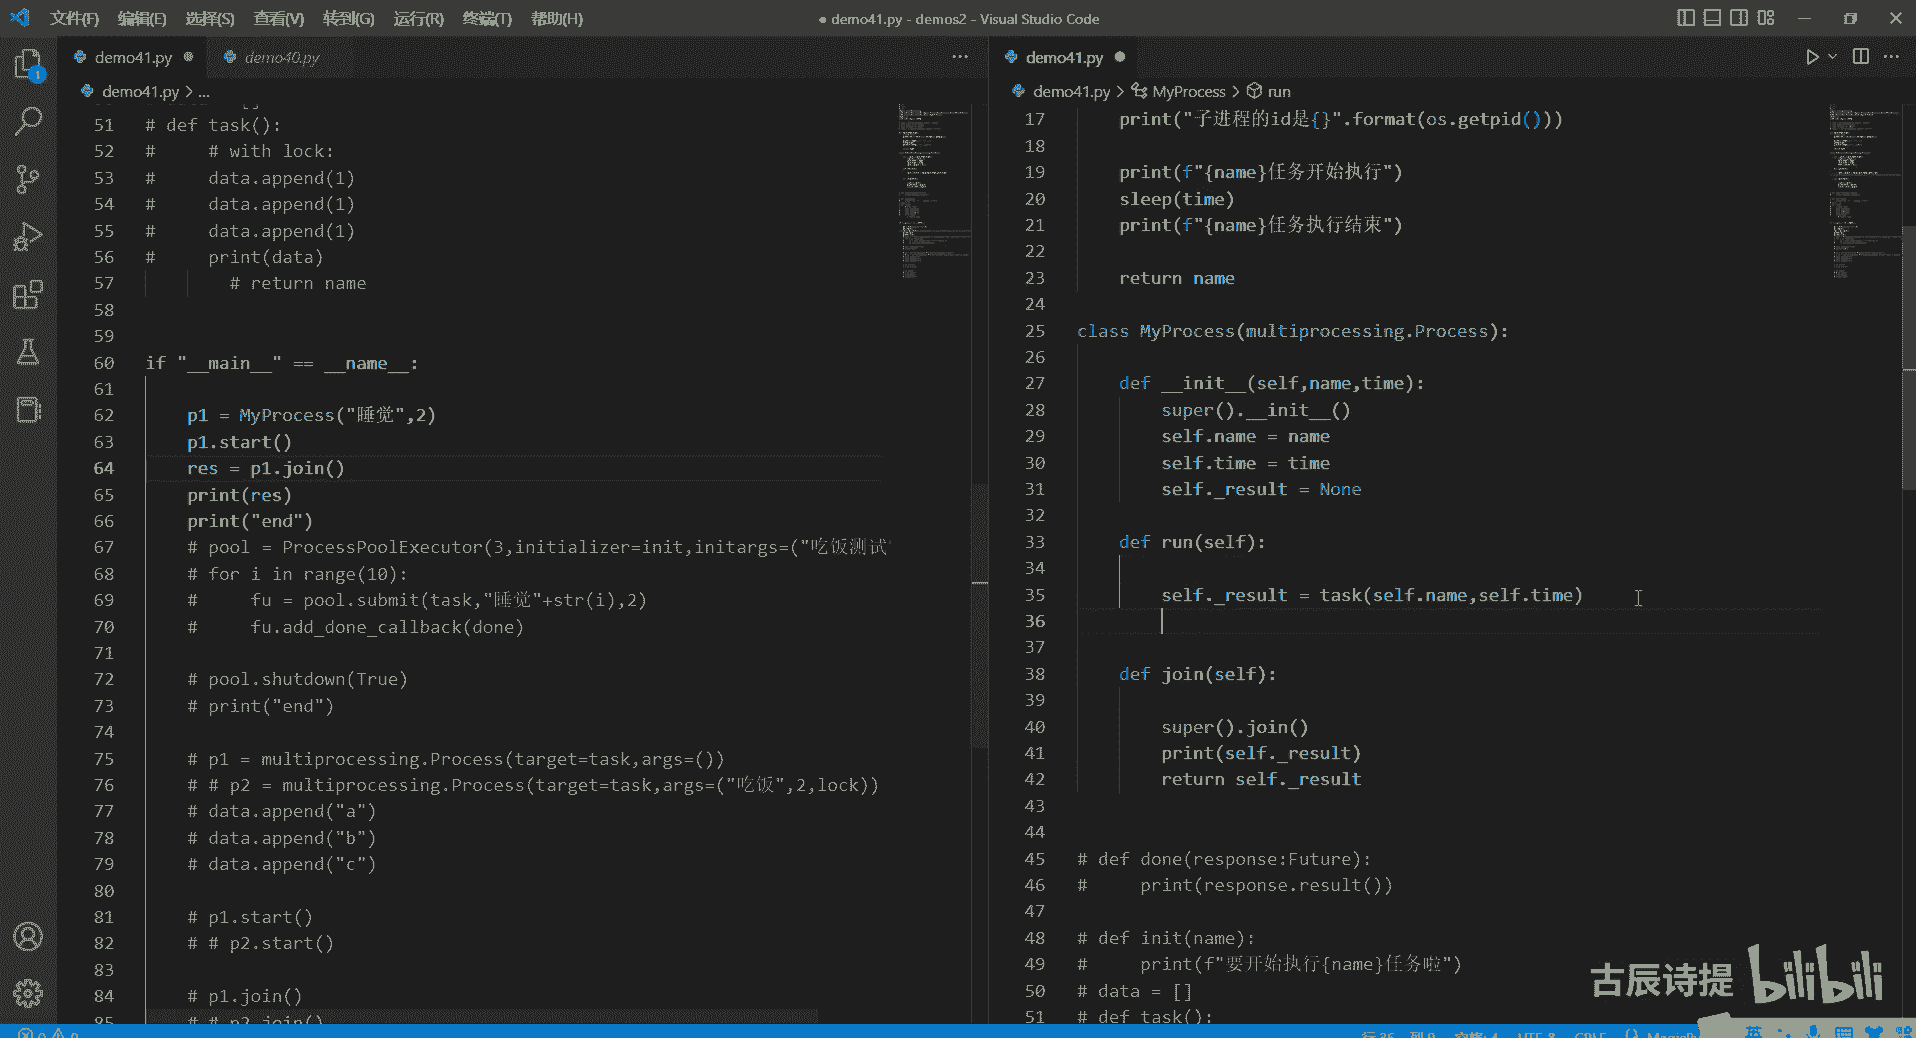 文件(F) 编辑(E) 选择(S) 查看(V) 转到(G) 运行(R) 终端(T) 帮助(H)
● demo41.py - demos2 - Visual Studio Code
demo41.py
demo40.py
demo41.py > ...
51 # def task():
52 #     # with lock:
53 #     data.append(1)
54 #     data.append(1)
55 #     data.append(1)
56 #     print(data)
57         # return name
58
59
60 if "__main__" == __name__:
61
62     p1 = MyProcess("睡觉",2)
63     p1.start()
64     res = p1.join()
65     print(res)
66     print("end")
67     # pool = ProcessPoolExecutor(3,initializer=init,initargs=("吃饭测试"
68     # for i in range(10):
69     #     fu = pool.submit(task,"睡觉"+str(i),2)
70     #     fu.add_done_callback(done)
71
72     # pool.shutdown(True)
73     # print("end")
74
75     # p1 = multiprocessing.Process(target=task,args=())
76     # # p2 = multiprocessing.Process(target=task,args=("吃饭",2,lock))
77     # data.append("a")
78     # data.append("b")
79     # data.append("c")
80
81     # p1.start()
82     # # p2.start()
83
84     # p1.join()
85     # # p2.join()
demo41.py
demo41.py > MyProcess > run
17     print("子进程的id是{}".format(os.getpid()))
18
19     print(f"{name}任务开始执行")
20     sleep(time)
21     print(f"{name}任务执行结束")
22
23     return name
24
25 class MyProcess(multiprocessing.Process):
26
27     def __init__(self,name,time):
28         super().__init__()
29         self.name = name
30         self.time = time
31         self._result = None
32
33     def run(self):
34
35         self._result = task(self.name,self.time)
36
37
38     def join(self):
39
40         super().join()
41         print(self._result)
42         return self._result
43
44
45 # def done(response:Future):
46 #     print(response.result())
47
48 # def init(name):
49 #     print(f"要开始执行{name}任务啦")
50 # data = []
51 # def task():
古辰诗提 bilibili
英